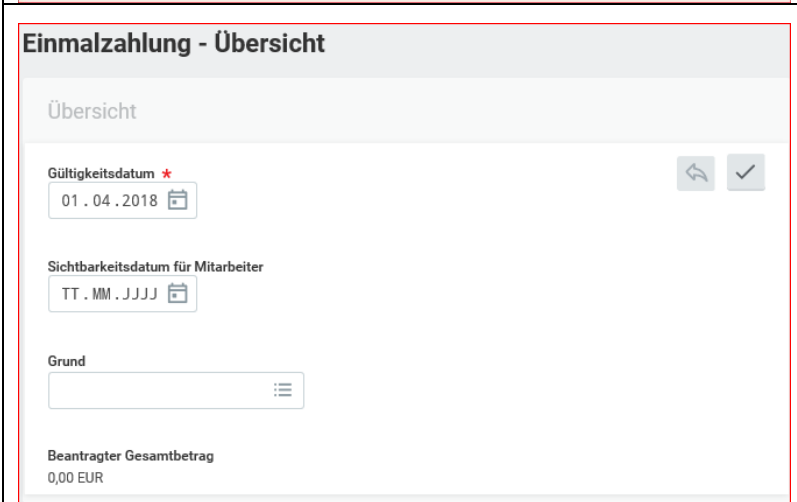 Einmalzahlung - Übersicht
Übersicht
Gültigkeitsdatum *
01.04.2018
Sichtbarkeitsdatum für Mitarbeiter
TT.MM.JJJJ
Grund
Beantragter Gesamtbetrag
0,00 EUR